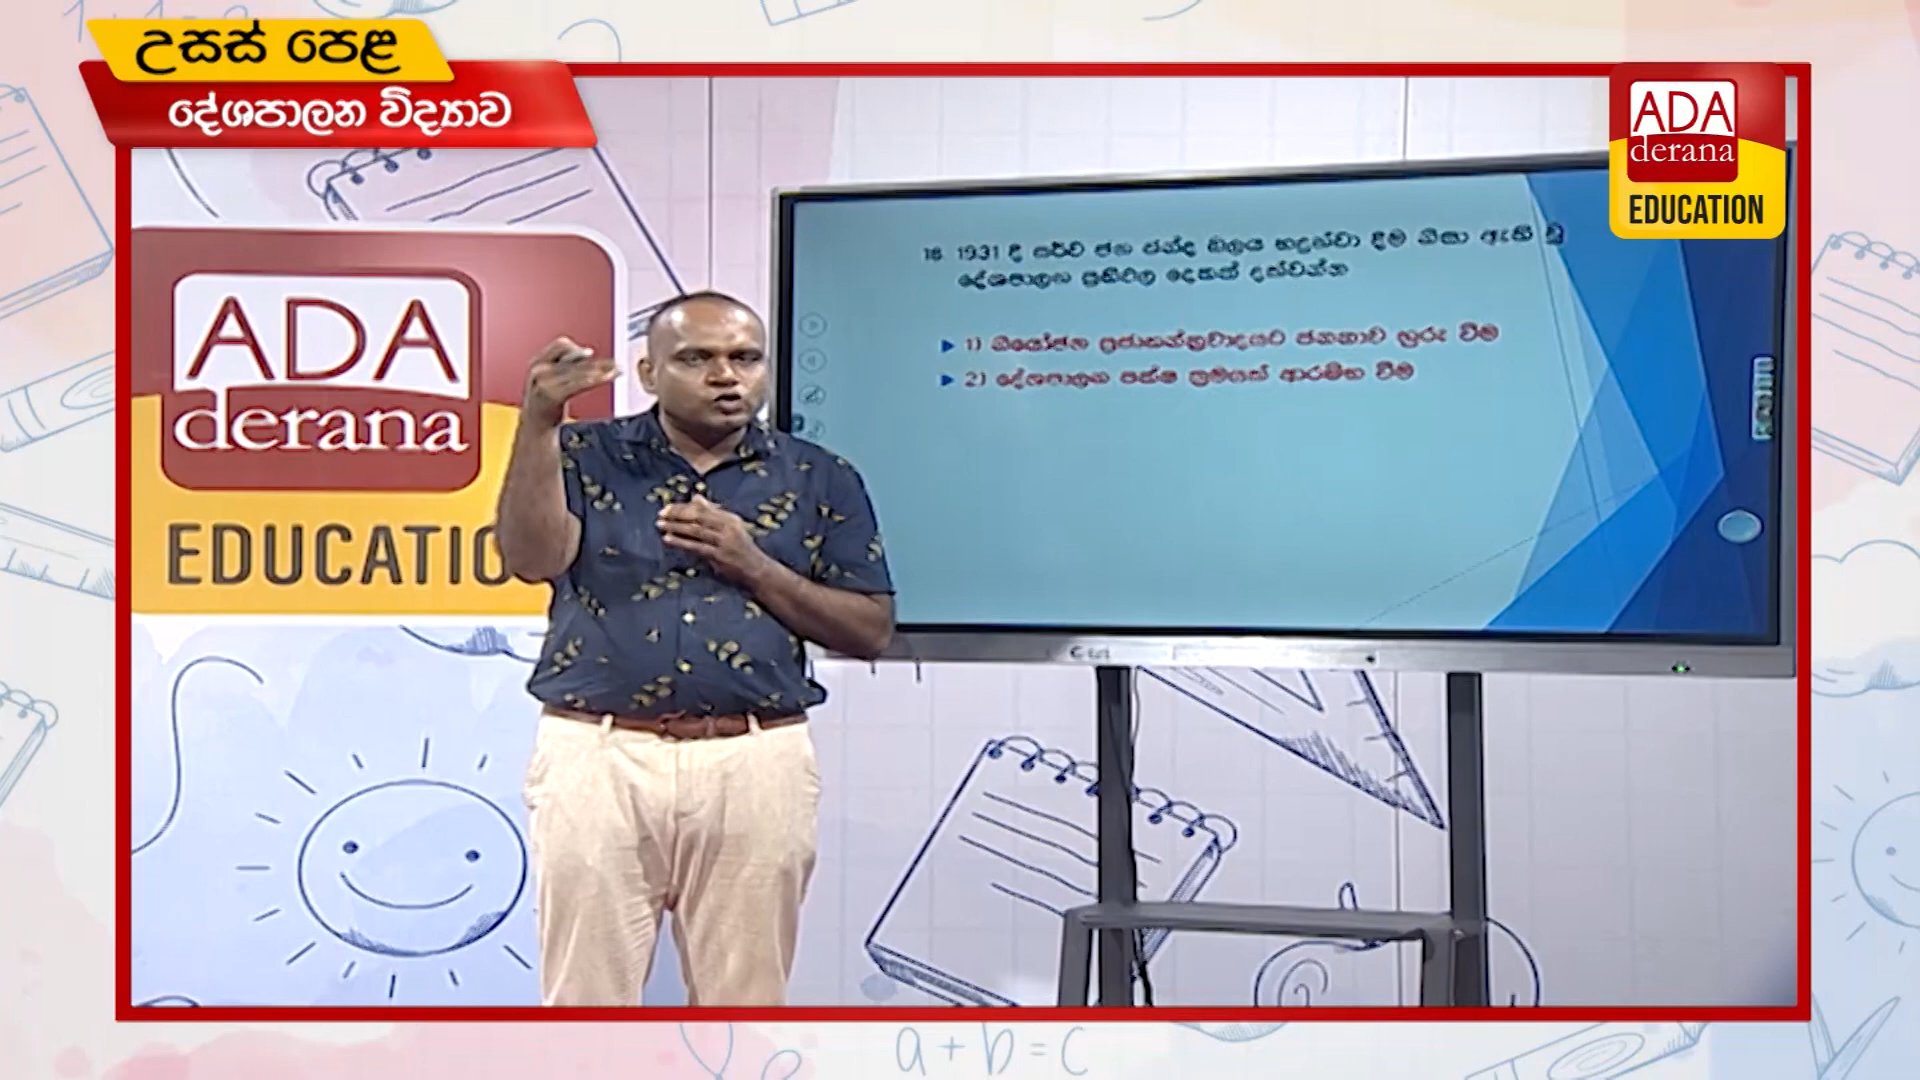 උසස් පෙළ
දේශපාලන විද්‍යාව
ADA
derana
EDUCATION
ADA
derana
EDUCATIO
18. 1931 දී සර්ව ජන ඡන්ද බලය හඳුන්වා දීම නිසා ඇති වූ
දේශපාලන ප්‍රතිඵල දෙකක් දක්වන්න
1) නියෝජන ප්‍රජාතන්ත්‍රවාදයට ජනතාව හුරු වීම
2) දේශපාලන පක්ෂ ක්‍රමයක් ආරම්භ වීම
a + b = c